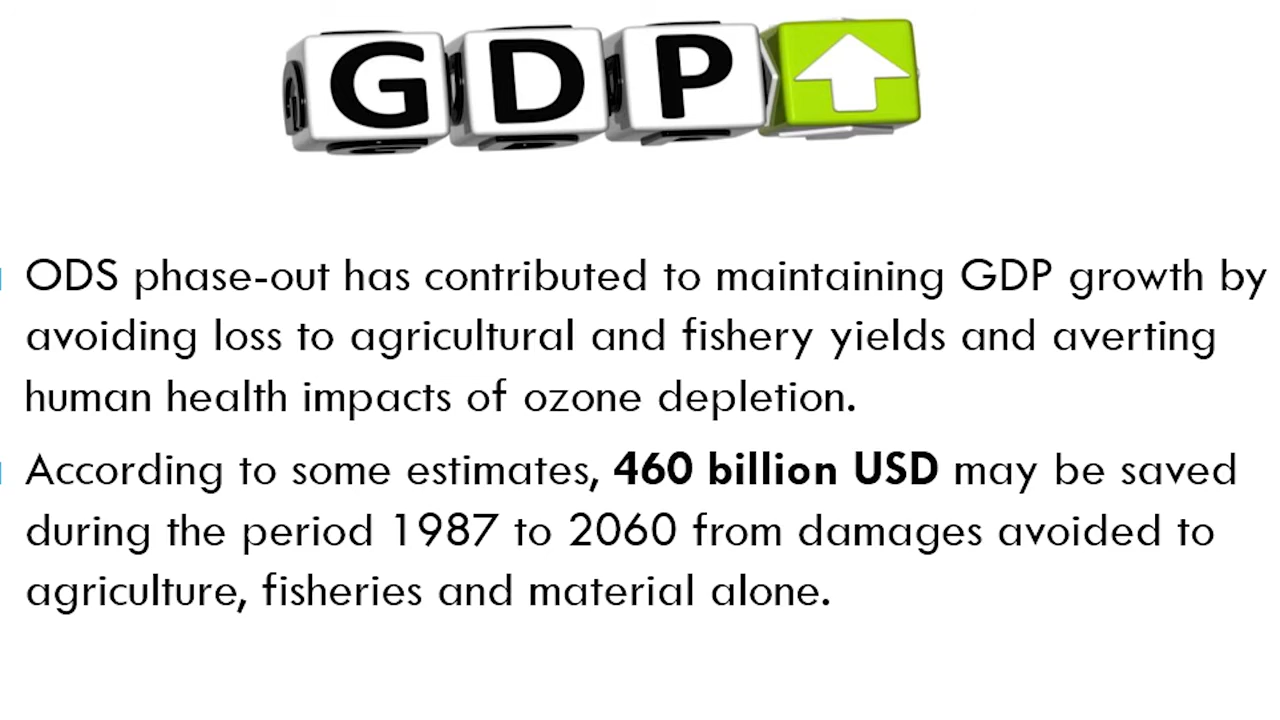 GDP
ODS phase-out has contributed to maintaining GDP growth by
avoiding loss to agricultural and fishery yields and averting
human health impacts of ozone depletion.
According to some estimates, 460 billion USD may be saved
during the period 1987 to 2060 from damages avoided to
agriculture, fisheries and material alone.